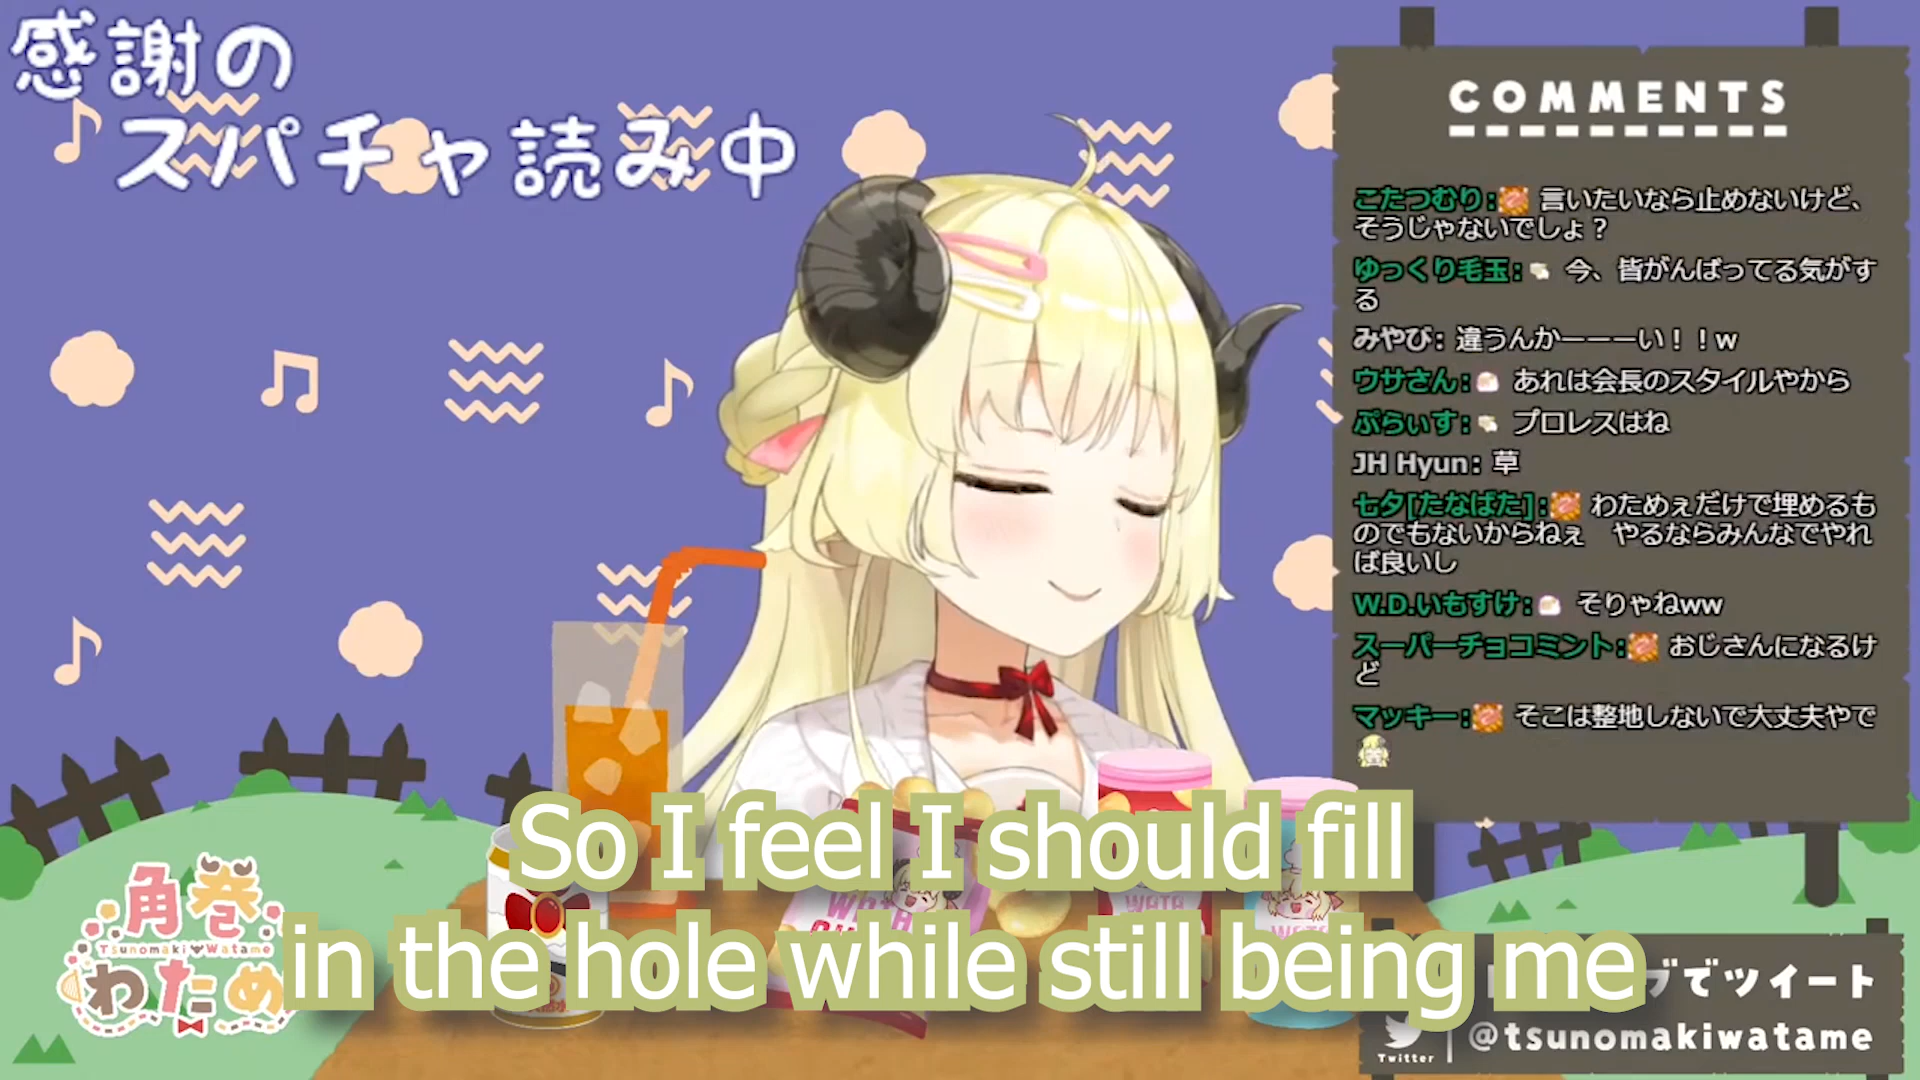 感謝の
スパチャ読み中
COMMENTS
こたつむり: 言いたいなら止めないけど、
そうじゃないでしょ？
ゆっくり毛玉: 今、皆がんばってる気がす
る
みやび: 違うんかーーーい！！w
ウサさん: あれは会長のスタイルやから
ぷらぃす: プロレスはね
JH Hyun: 草
七夕[たなばた]: わためぇだけで埋めるも
のでもないからねぇ　やるならみんなでやれ
ば良いし
W.D.いもすけ: そりゃねww
スーパーチョコミント: おじさんになるけ
ど
マッキー: そこは整地しないで大丈夫やで
So I feel I should fill
in the hole while still being me
角巻
Tsunomaki Watame
わため
ブでツイート
Twitter
@tsunomakiwatame